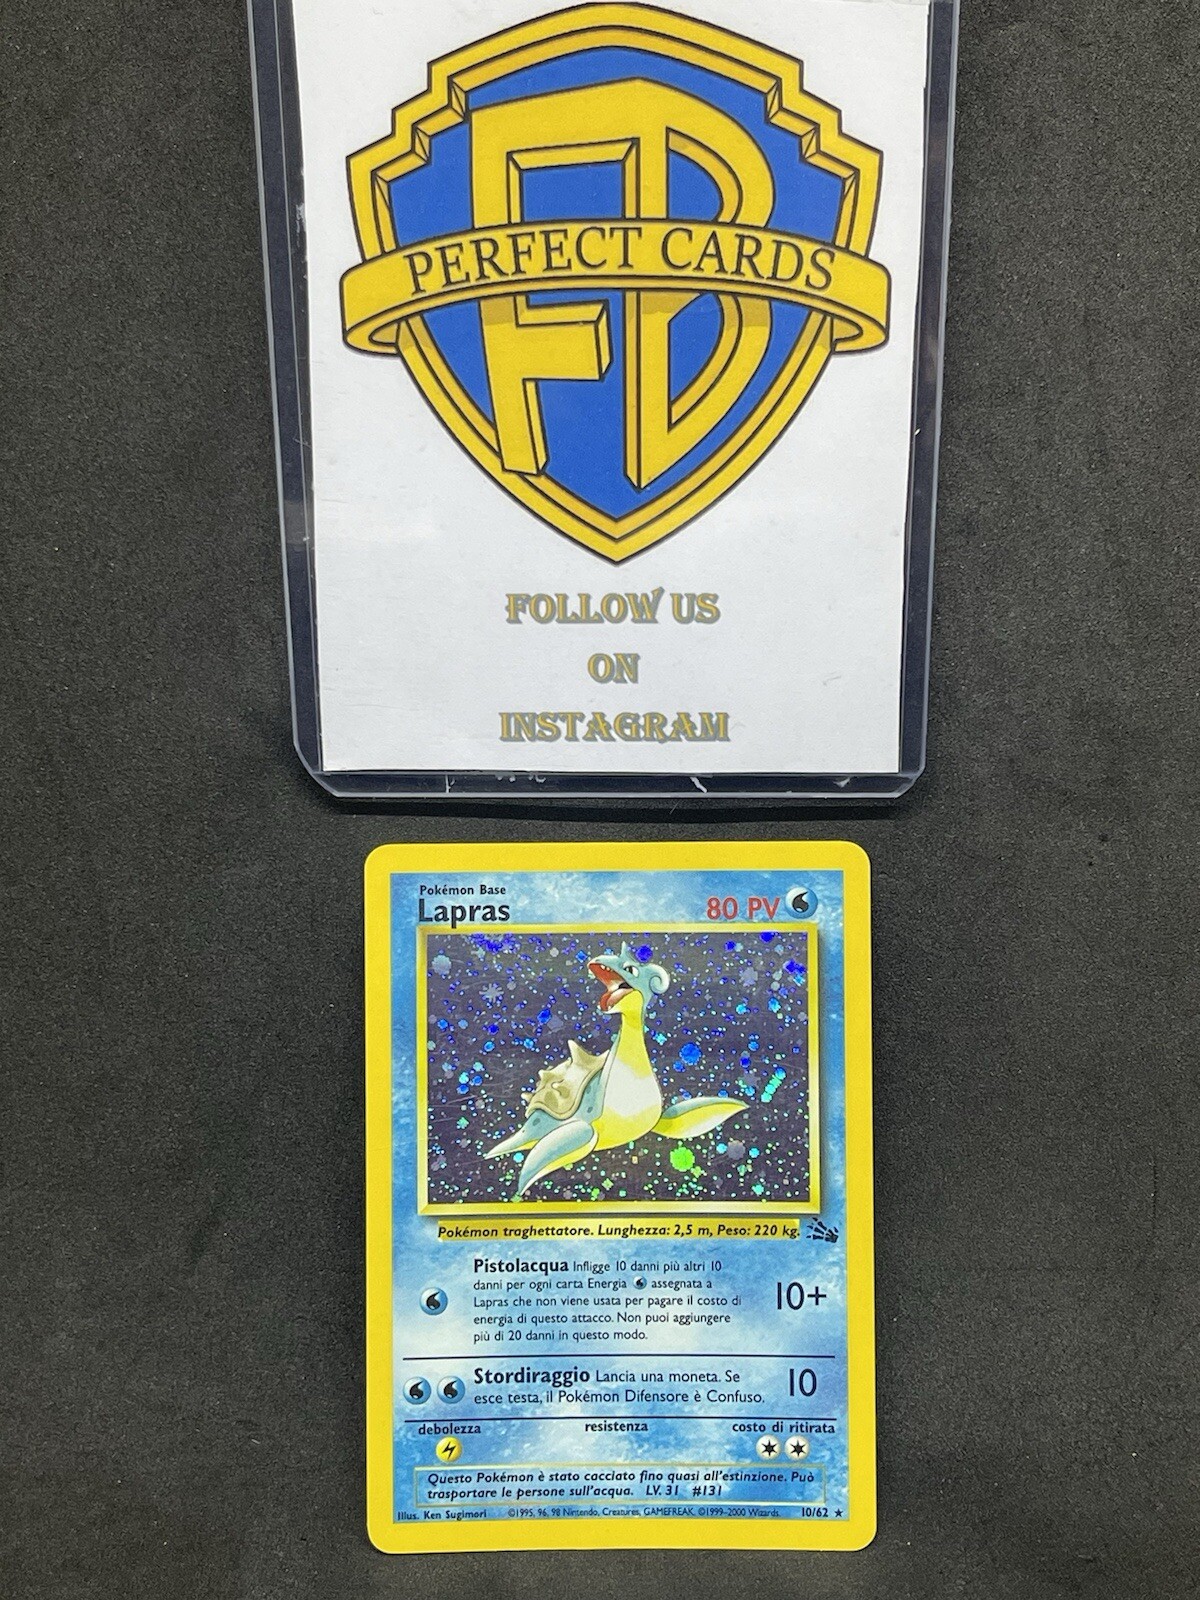 FB
PERFECT CARDS
FOLLOW US
ON
INSTAGRAM
Pokémon Base
Lapras
80 PV
Pokémon traghettatore. Lunghezza: 2,5 m, Peso: 220 kg.
Pistolacqua Infligge 10 danni più altri 10
danni per ogni carta Energia assegnata a
Lapras che non viene usata per pagare il costo di
energia di questo attacco. Non puoi aggiungere
più di 20 danni in questo modo.
10+
Stordiraggio Lancia una moneta. Se
esce testa, il Pokémon Difensore è Confuso.
10
debolezza resistenza costo di ritirata
Questo Pokémon è stato cacciato fino quasi all'estinzione. Può
trasportare le persone sull'acqua. LV. 31 #131
Illus. Ken Sugimori ©1995, 96, 98 Nintendo, Creatures, GAMEFREAK. ©1999-2000 Wizards. 10/62 ★